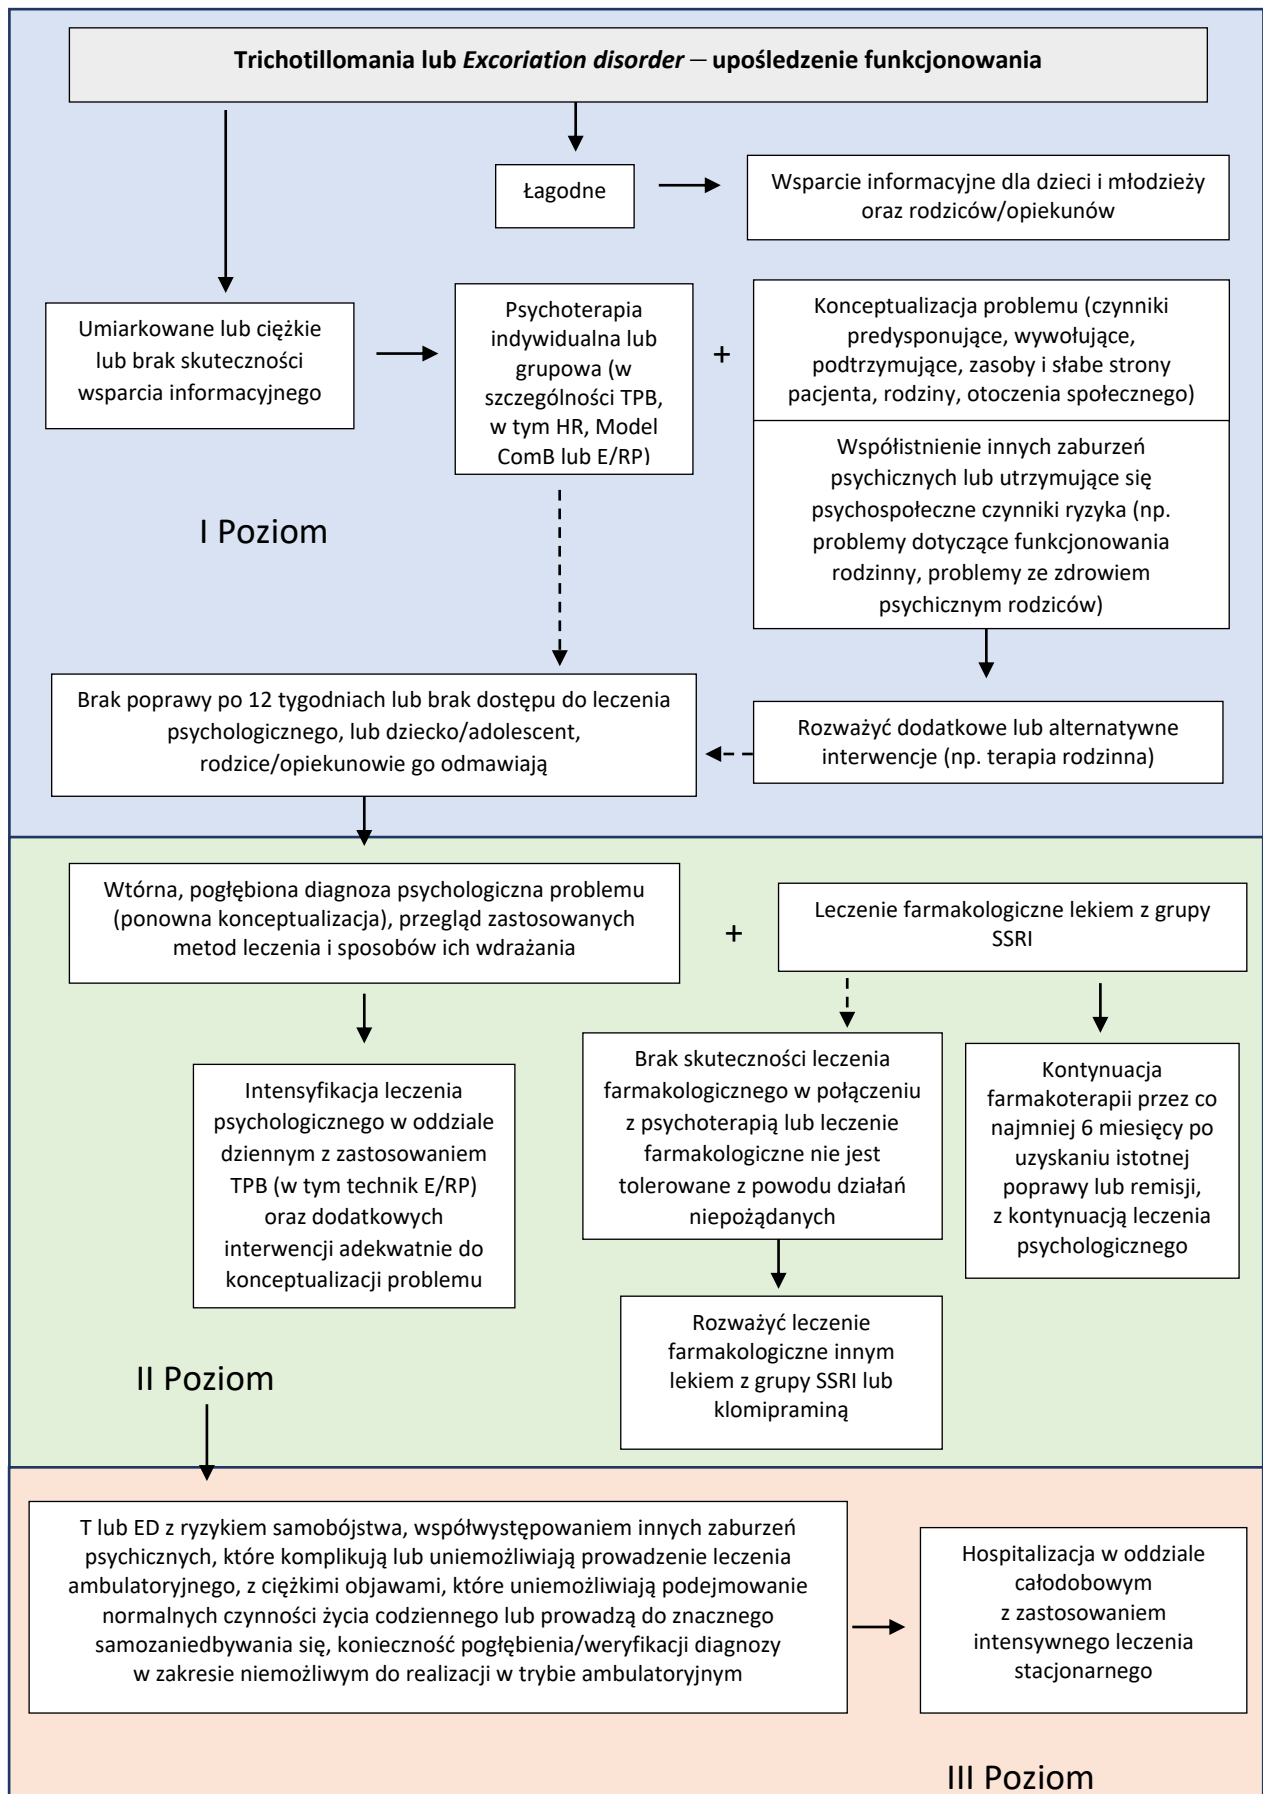 Trichotillomania lub Excoriation disorder – upośledzenie funkcjonowania
Łagodne
Wsparcie informacyjne dla dzieci i młodzieży
oraz rodziców/opiekunów
Umiarkowane lub ciężkie
lub brak skuteczności
wsparcia informacyjnego
Psychoterapia
indywidualna lub
grupowa (w
szczególności TPB,
w tym HR, Model
ComB lub E/RP)
+
Konceptualizacja problemu (czynniki
predysponujące, wywołujące,
podtrzymujące, zasoby i słabe strony
pacjenta, rodziny, otoczenia społecznego)
Współistnienie innych zaburzeń
psychicznych lub utrzymujące się
psychospołeczne czynniki ryzyka (np.
problemy dotyczące funkcjonowania
rodzinny, problemy ze zdrowiem
psychicznym rodziców)
I Poziom
Brak poprawy po 12 tygodniach lub brak dostępu do leczenia
psychologicznego, lub dziecko/adolescent,
rodzice/opiekunowie go odmawiają
Rozważyć dodatkowe lub alternatywne
interwencje (np. terapia rodzinna)
Wtórna, pogłębiona diagnoza psychologiczna problemu
(ponowna konceptualizacja), przegląd zastosowanych
metod leczenia i sposobów ich wdrażania
+
Leczenie farmakologiczne lekiem z grupy
SSRI
Intensyfikacja leczenia
psychologicznego w oddziale
dziennym z zastosowaniem
TPB (w tym technik E/RP)
oraz dodatkowych
interwencji adekwatnie do
konceptualizacji problemu
Brak skuteczności leczenia
farmakologicznego w połączeniu
z psychoterapią lub leczenie
farmakologiczne nie jest
tolerowane z powodu działań
niepożądanych
Kontynuacja
farmakoterapii przez co
najmniej 6 miesięcy po
uzyskaniu istotnej
poprawy lub remisji,
z kontynuacją leczenia
psychologicznego
Rozważyć leczenie
farmakologiczne innym
lekiem z grupy SSRI lub
klomipraminą
II Poziom
T lub ED z ryzykiem samobójstwa, współwystępowaniem innych zaburzeń
psychicznych, które komplikują lub uniemożliwiają prowadzenie leczenia
ambulatoryjnego, z ciężkimi objawami, które uniemożliwiają podejmowanie
normalnych czynności życia codziennego lub prowadzą do znacznego
samozaniedbywania się, konieczność pogłębienia/weryfikacji diagnozy
w zakresie niemożliwym do realizacji w trybie ambulatoryjnym
Hospitalizacja w oddziale
całodobowym
z zastosowaniem
intensywnego leczenia
stacjonarnego
III Poziom